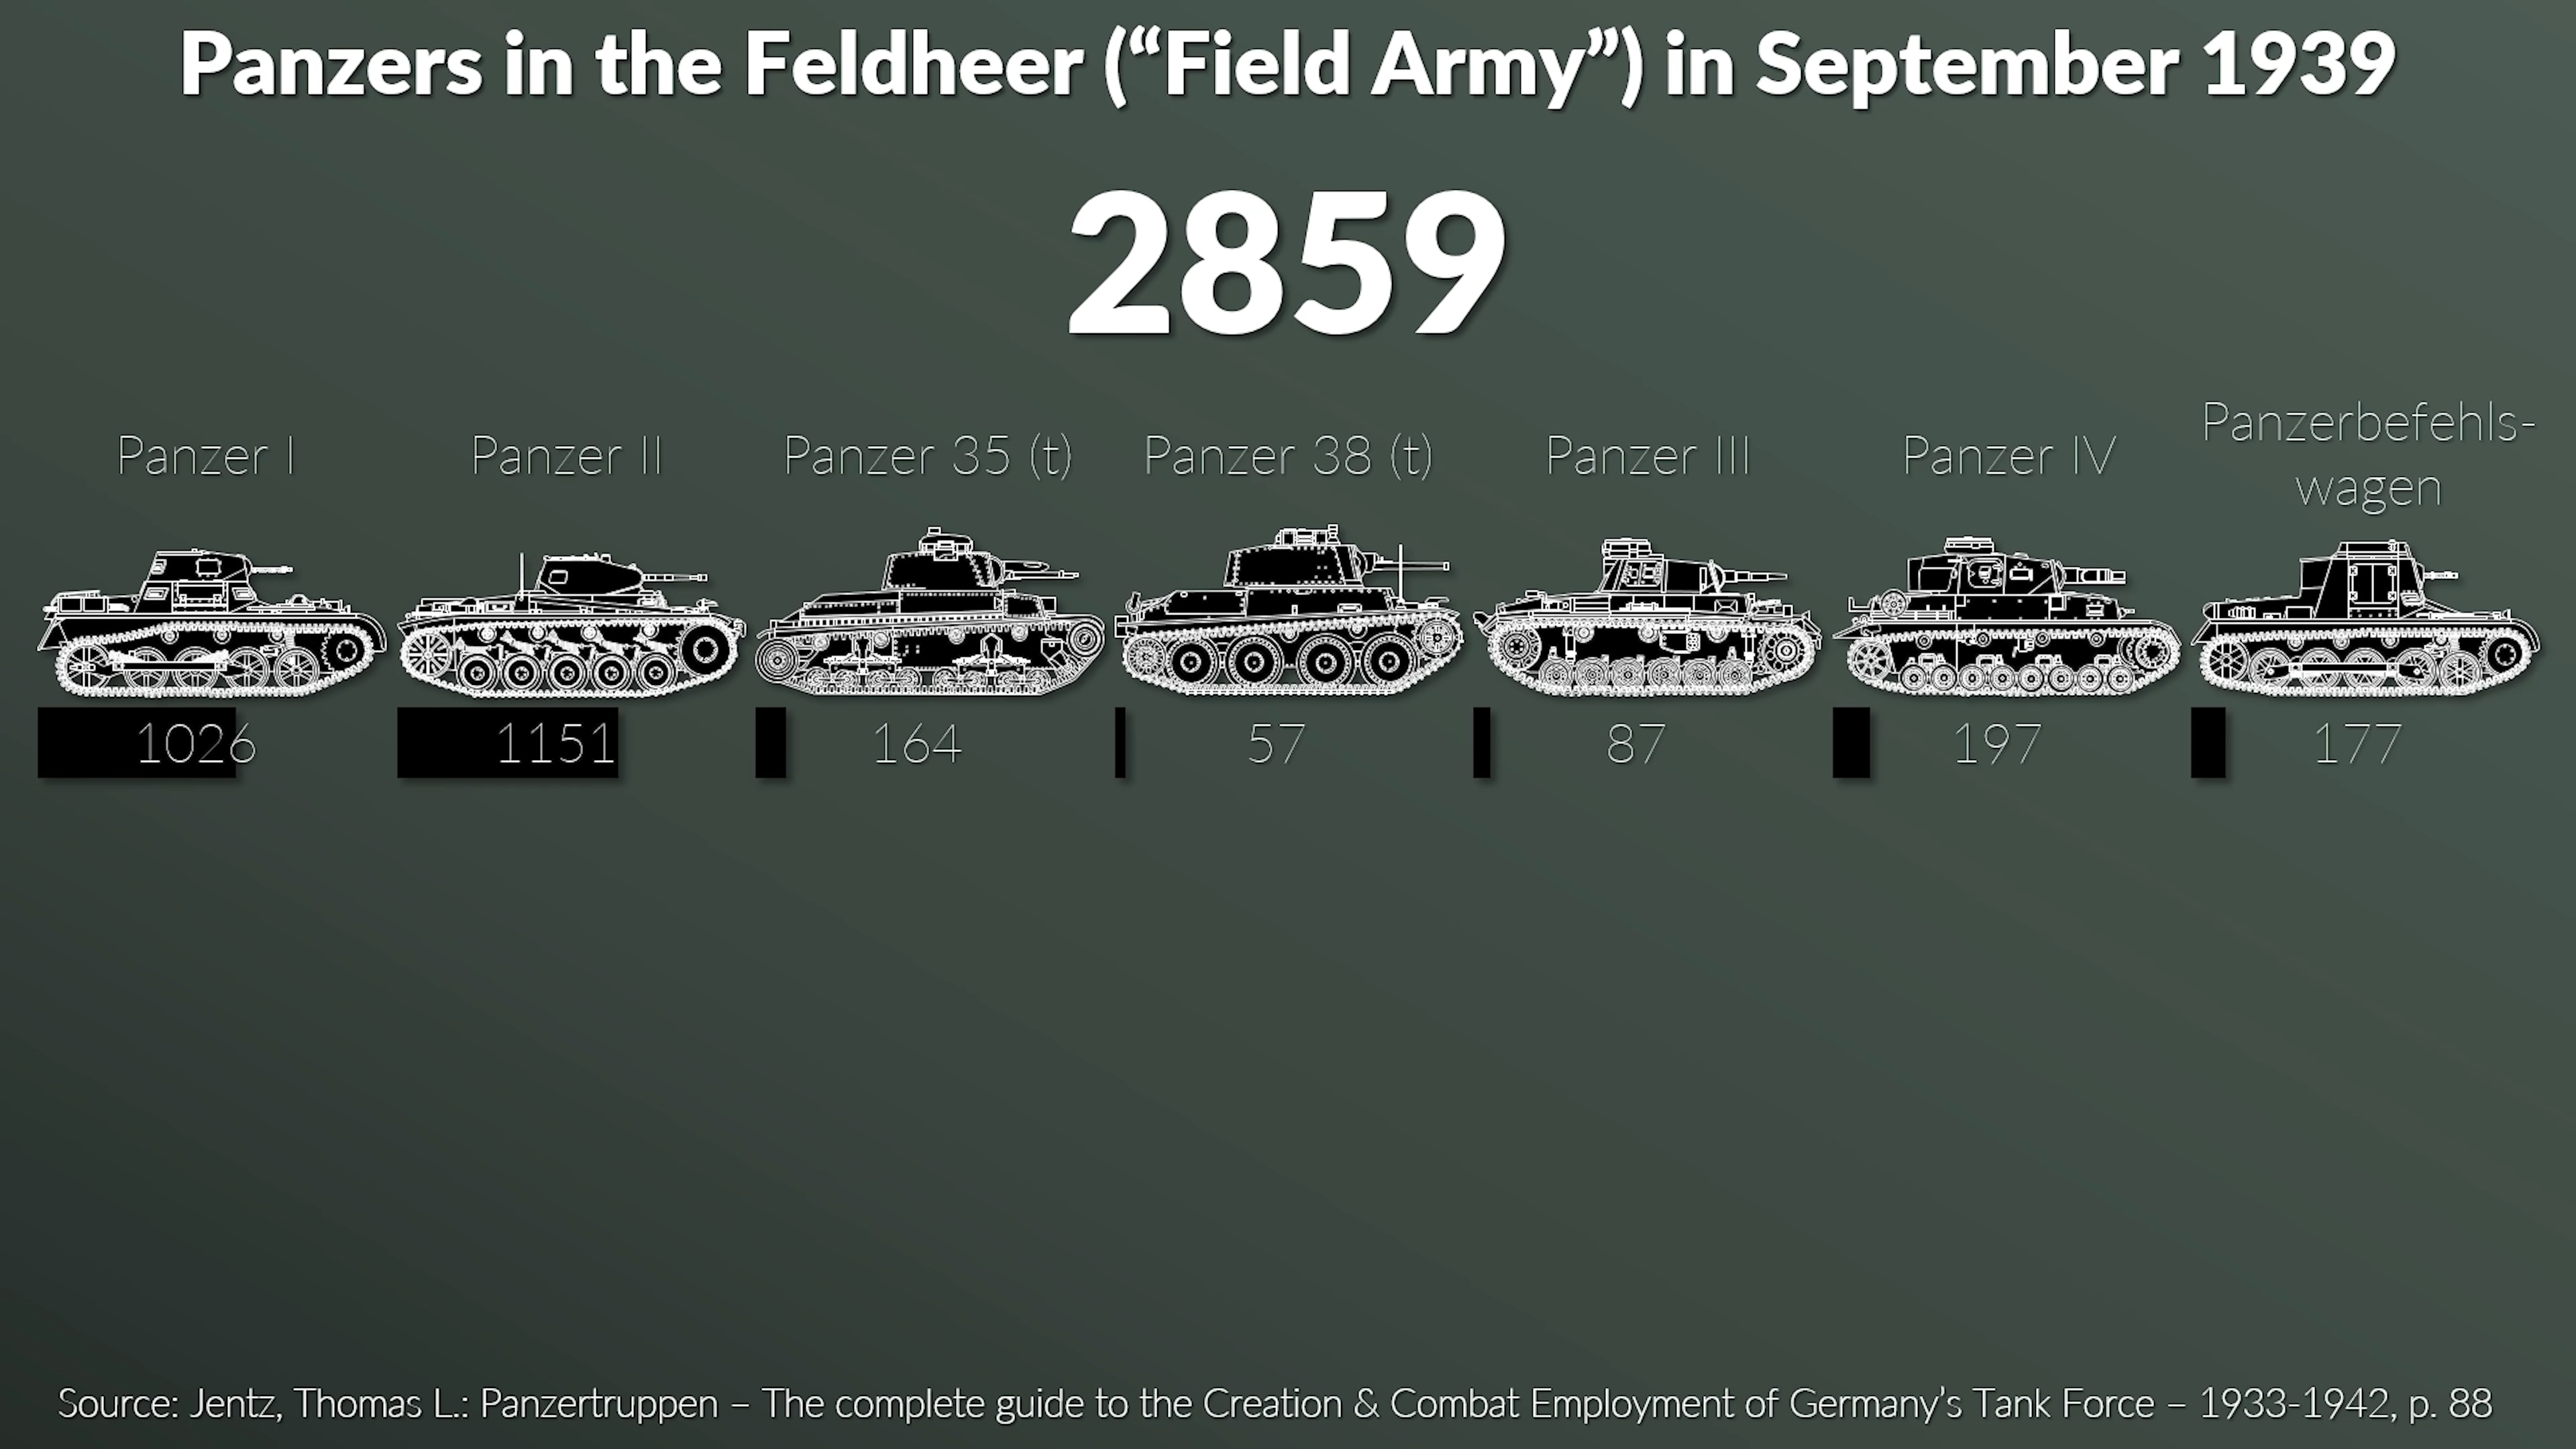 Panzers in the Feldheer (“Field Army”) in September 1939
2859
Panzer I
Panzer II
Panzer 35 (t)
Panzer 38 (t)
Panzer III
Panzer IV
Panzerbefehls-
wagen
1026
1151
164
57
87
197
177
Source: Jentz, Thomas L.: Panzertruppen – The complete guide to the Creation & Combat Employment of Germany’s Tank Force – 1933-1942, p. 88